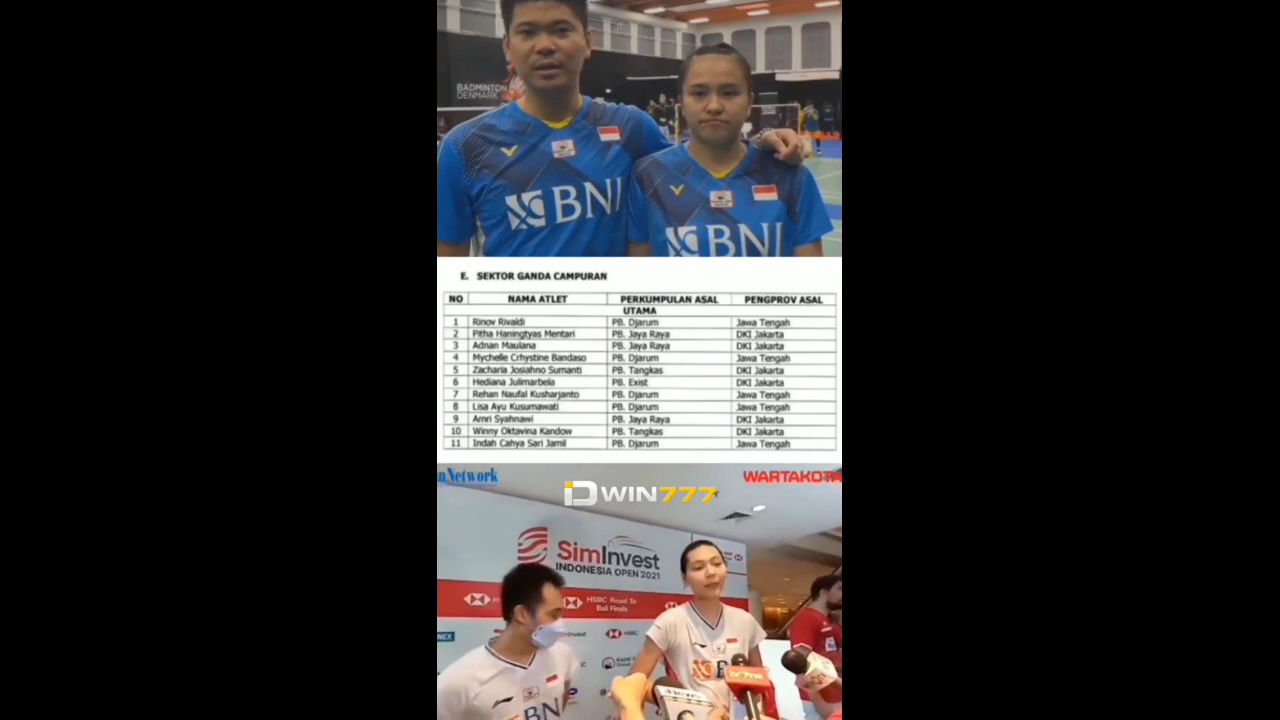 BADMINTON
DENMARK
BNI
BNI
E. SEKTOR GANDA CAMPURAN
NO NAMA ATLET PERKUMPULAN ASAL PENGPROV ASAL
UTAMA
1 Rinov Rivaldi PB. Djarum Jawa Tengah
2 Pitha Haningtyas Mentari PB. Jaya Raya DKI Jakarta
3 Adnan Maulana PB. Jaya Raya DKI Jakarta
4 Mychelle Crhystine Bandaso PB. Djarum Jawa Tengah
5 Zacharia Josiahno Sumanti PB. Tangkas DKI Jakarta
6 Hediana Julimarbela PB. Exist DKI Jakarta
7 Rehan Naufal Kusharjanto PB. Djarum Jawa Tengah
8 Lisa Ayu Kusumawati PB. Djarum Jawa Tengah
9 Amri Syahnawi PB. Jaya Raya DKI Jakarta
10 Winny Oktavina Kandow PB. Tangkas DKI Jakarta
11 Indah Cahya Sari Jamil PB. Djarum Jawa Tengah
nNetwork
WARTAKOTA
iDWIN777
SimInvest
INDONESIA OPEN 2021
HSBC Road To
Bali Finals
NEX
SimInvest
HSBC
BNI